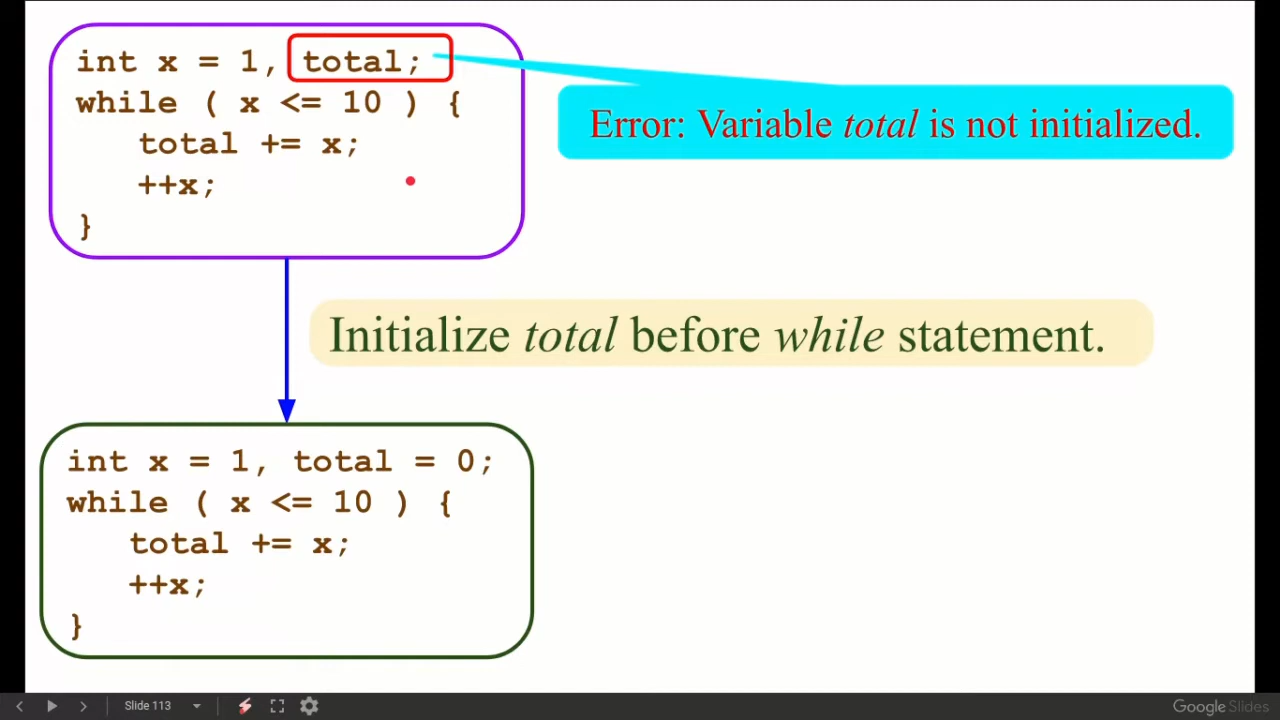 int x = 1, total;
while ( x <= 10 ) {
total += x;
++x;
}
Error: Variable total is not initialized.
Initialize total before while statement.
int x = 1, total = 0;
while ( x <= 10 ) {
total += x;
++x;
}
Slide 113
Google Slides